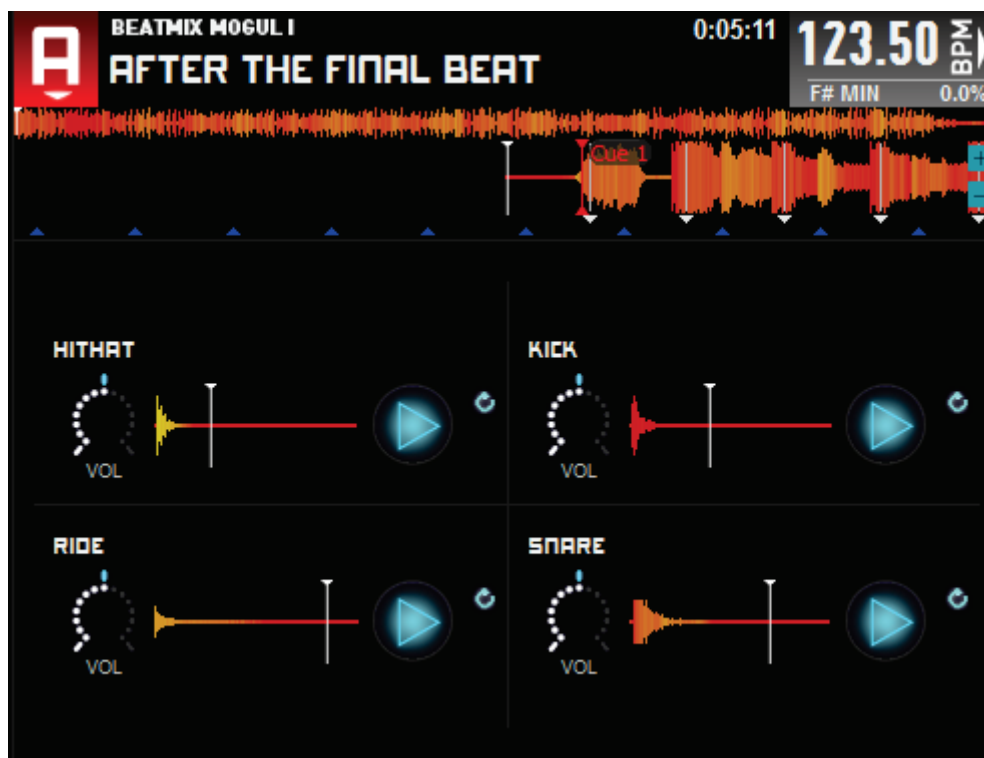 A
BEATMIX MOGUL I
AFTER THE FINAL BEAT
0:05:11
123.50 BPM
F# MIN 0.0%
Cue 1
+
−
HITHAT
VOL
KICK
VOL
RIDE
VOL
SNARE
VOL